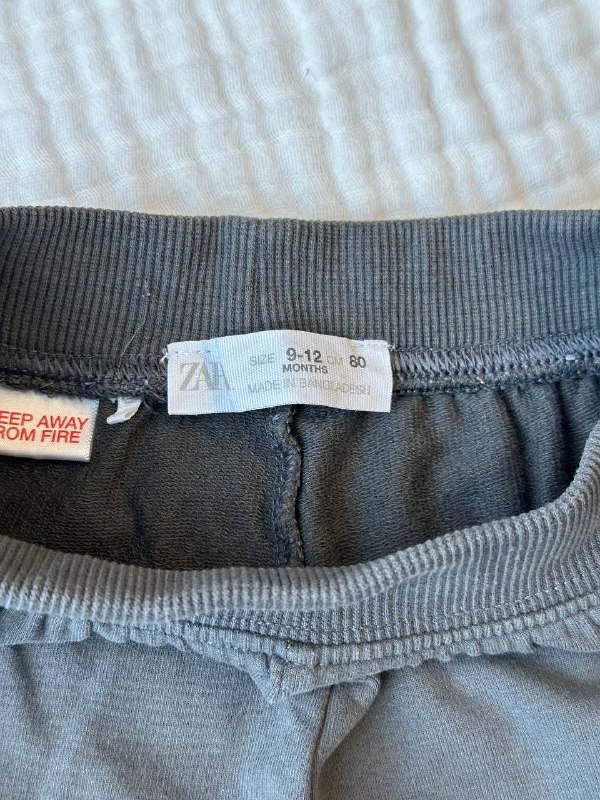 ZARA
SIZE 9-12 CM 80
MONTHS
MADE IN BANGLADESH
EEP AWAY
ROM FIRE